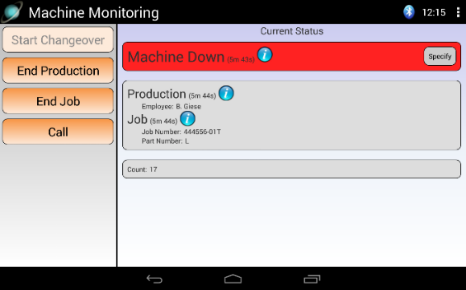 Machine Monitoring
12:15
Start Changeover
End Production
End Job
Call
Current Status
Machine Down (5m 43s)
Specify
Production (5m 44s)
Employee: B. Giese
Job (5m 44s)
Job Number: 444556-01T
Part Number: L
Count: 17